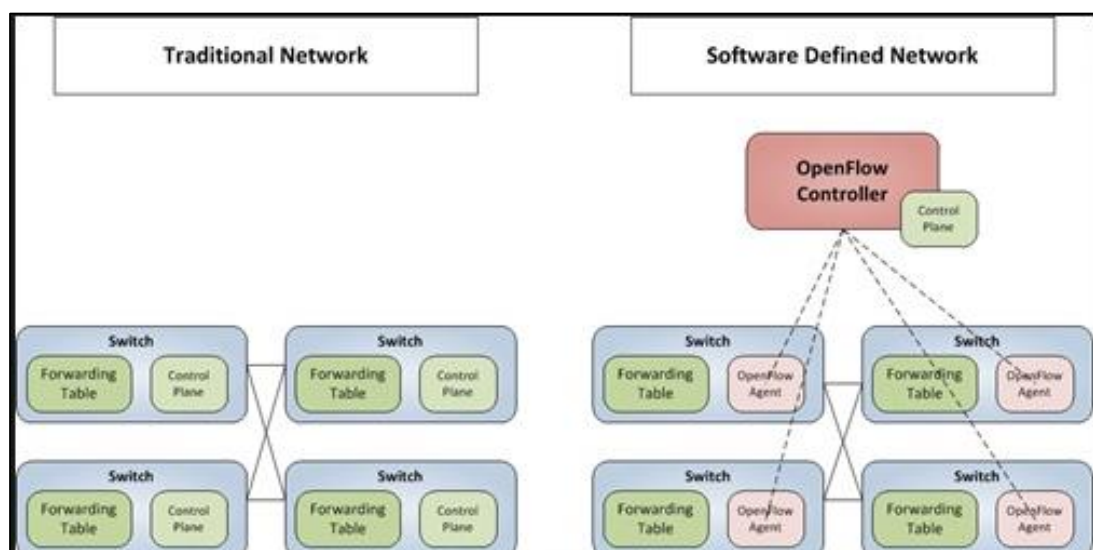 Traditional Network
Software Defined Network
OpenFlow
Controller
Control
Plane
Switch
Forwarding
Table
Control
Plane
Switch
Forwarding
Table
Control
Plane
Switch
Forwarding
Table
OpenFlow
Agent
Switch
Forwarding
Table
OpenFlow
Agent
Switch
Forwarding
Table
Control
Plane
Switch
Forwarding
Table
Control
Plane
Switch
Forwarding
Table
OpenFlow
Agent
Switch
Forwarding
Table
OpenFlow
Agent